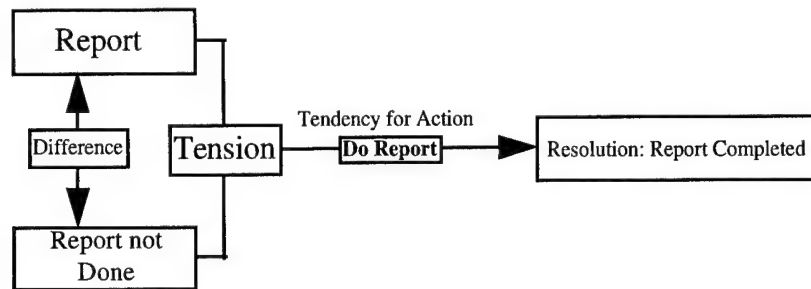 Report
Difference
Tension
Tendency for Action
Do Report
Resolution: Report Completed
Report not
Done